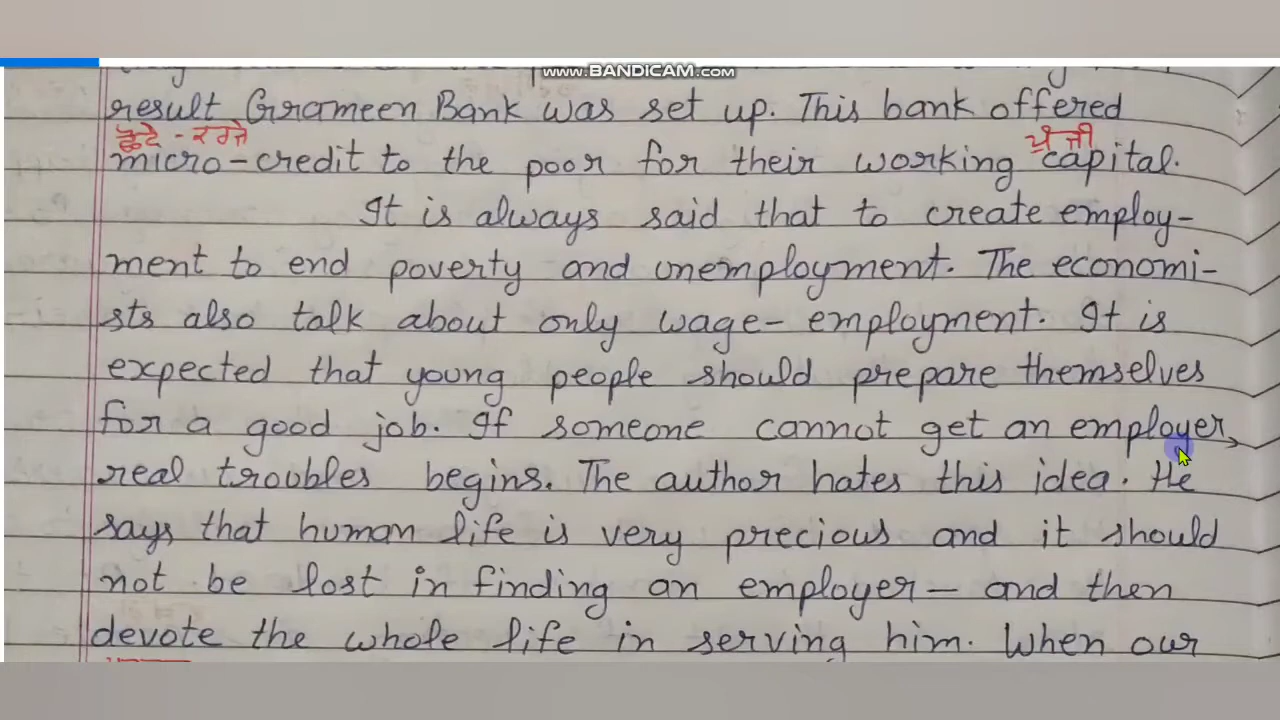 www.BANDICAM.com
result Grameen Bank was set up. This bank offered
micro-credit to the poor for their working capital.
It is always said that to create employ-
ment to end poverty and unemployment. The economi-
sts also talk about only wage-employment. It is
expected that young people should prepare themselves
for a good job. If someone cannot get an employer,
real troubles begins. The author hates this idea. He
says that human life is very precious and it should
not be lost in finding an employer- and then
devote the whole life in serving him. When our